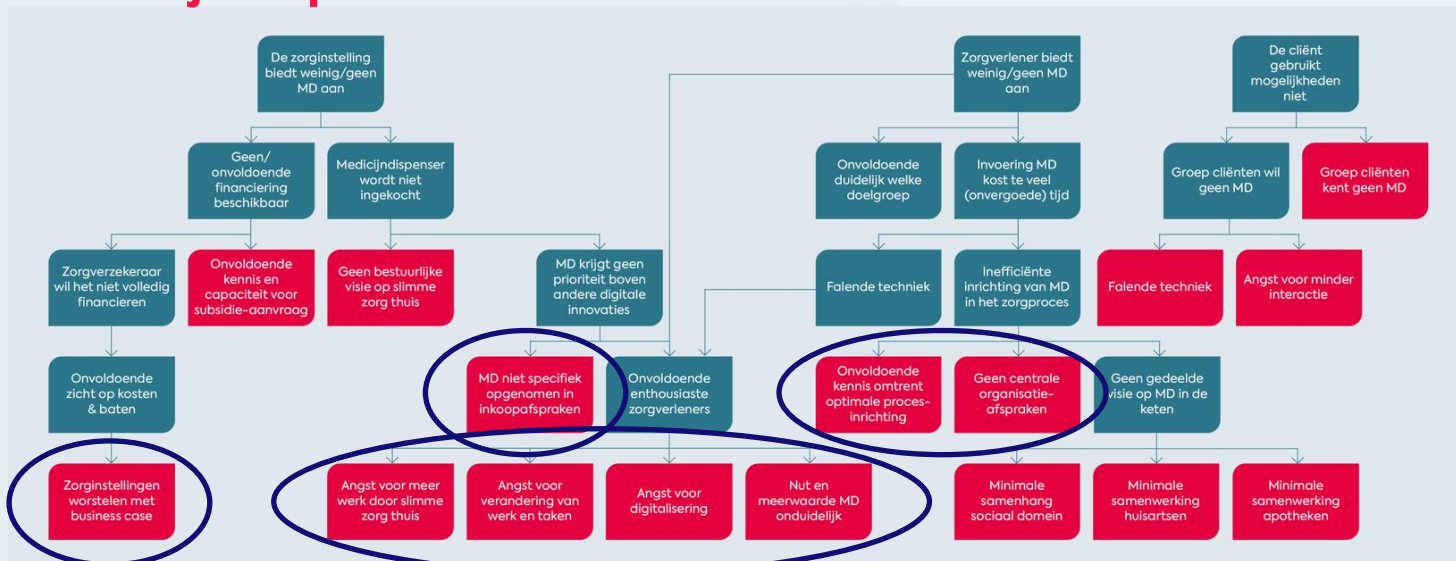 De zorginstelling
biedt weinig/geen
MD aan
Zorgverlener biedt
weinig/geen MD
aan
De cliënt
gebruikt
mogelijkheden
niet
Geen/
onvoldoende
financiering
beschikbaar
Medicijndispenser
wordt niet
ingekocht
Onvoldoende
duidelijk welke
doelgroep
Invoering MD
kost te veel
(onvergoede) tijd
Groep cliënten wil
geen MD
Groep cliënten
kent geen MD
Zorgverzekeraar
wil het niet volledig
financieren
Onvoldoende
kennis en
capaciteit voor
subsidie-aanvraag
Geen bestuurlijke
visie op slimme
zorg thuis
MD krijgt geen
prioriteit boven
andere digitale
innovaties
Falende techniek
Inefficiënte
inrichting van MD
in het zorgproces
Falende techniek
Angst voor minder
interactie
Onvoldoende
zicht op kosten
& baten
MD niet specifiek
opgenomen in
inkoopafspraken
Onvoldoende
enthousiaste
zorgverleners
Onvoldoende
kennis omtrent
optimale proces-
inrichting
Geen centrale
organisatie-
afspraken
Geen gedeelde
visie op MD in de
keten
Zorginstellingen
worstelen met
business case
Angst voor meer
werk door slimme
zorg thuis
Angst voor
verandering van
werk en taken
Angst voor
digitalisering
Nut en
meerwaarde MD
onduidelijk
Minimale
samenhang
sociaal domein
Minimale
samenwerking
huisartsen
Minimale
samenwerking
apotheken